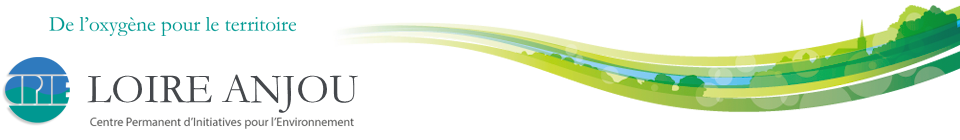 De l’oxygène pour le territoire
CPIE
LOIRE ANJOU
Centre Permanent d’Initiatives pour l’Environnement